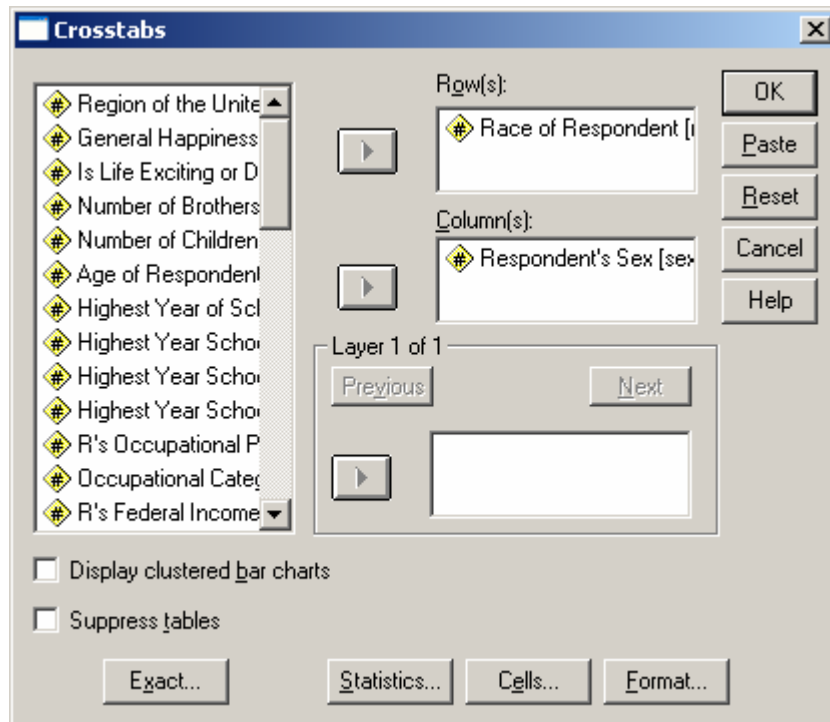 Crosstabs
Region of the Unite
General Happiness
Is Life Exciting or D
Number of Brothers
Number of Children
Age of Respondent
Highest Year of Scl
Highest Year Schoo
Highest Year Schoo
Highest Year Schoo
R's Occupational P
Occupational Categ
R's Federal Income
Row(s):
Race of Respondent [r
Column(s):
Respondent's Sex [sex
Layer 1 of 1
Previous
Next
OK
Paste
Reset
Cancel
Help
Display clustered bar charts
Suppress tables
Exact...
Statistics...
Cells...
Format...